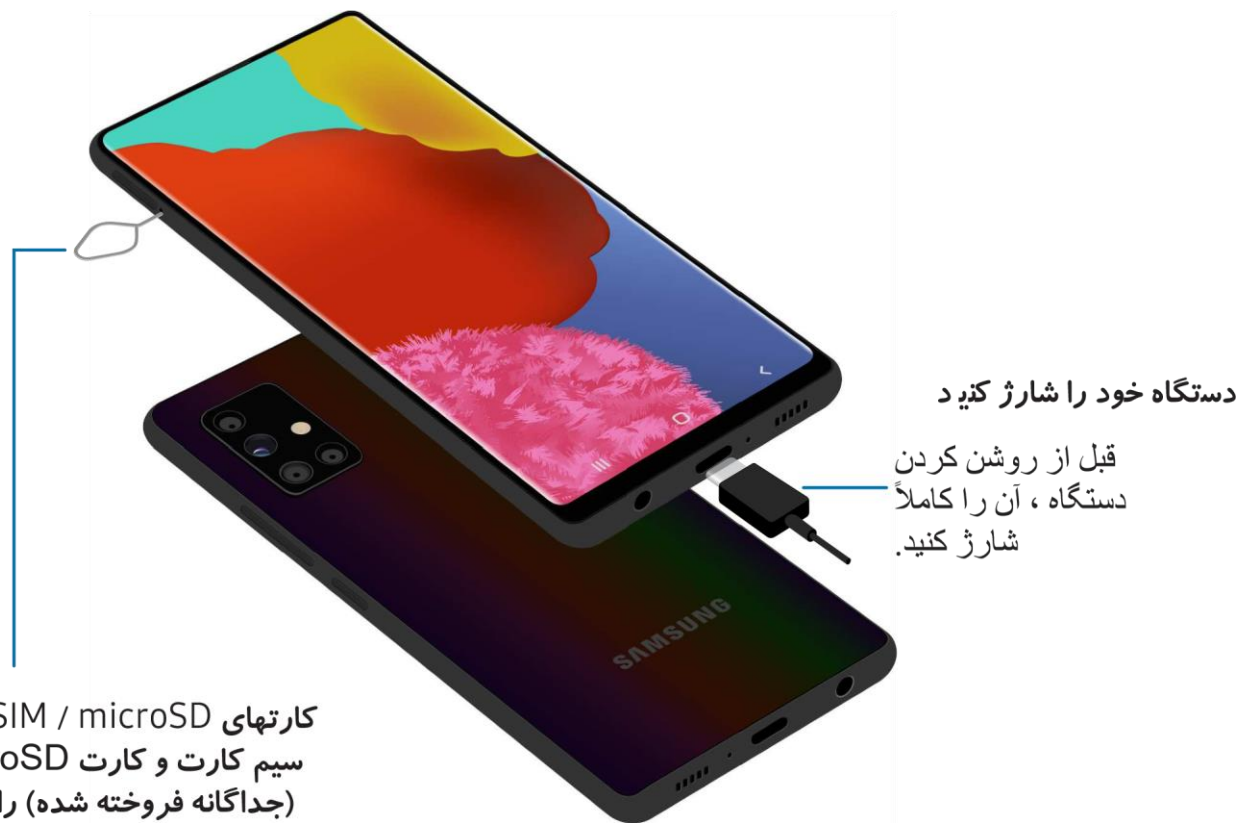 دستگاه خود را شارژ کنید
قبل از روشن کردن
دستگاه ، آن را کاملاً
شارژ کنید.
SAMSUNG
کارتهای SIM / microSD
سیم کارت و کارت oSD
(جداگانه فروخته شده) را